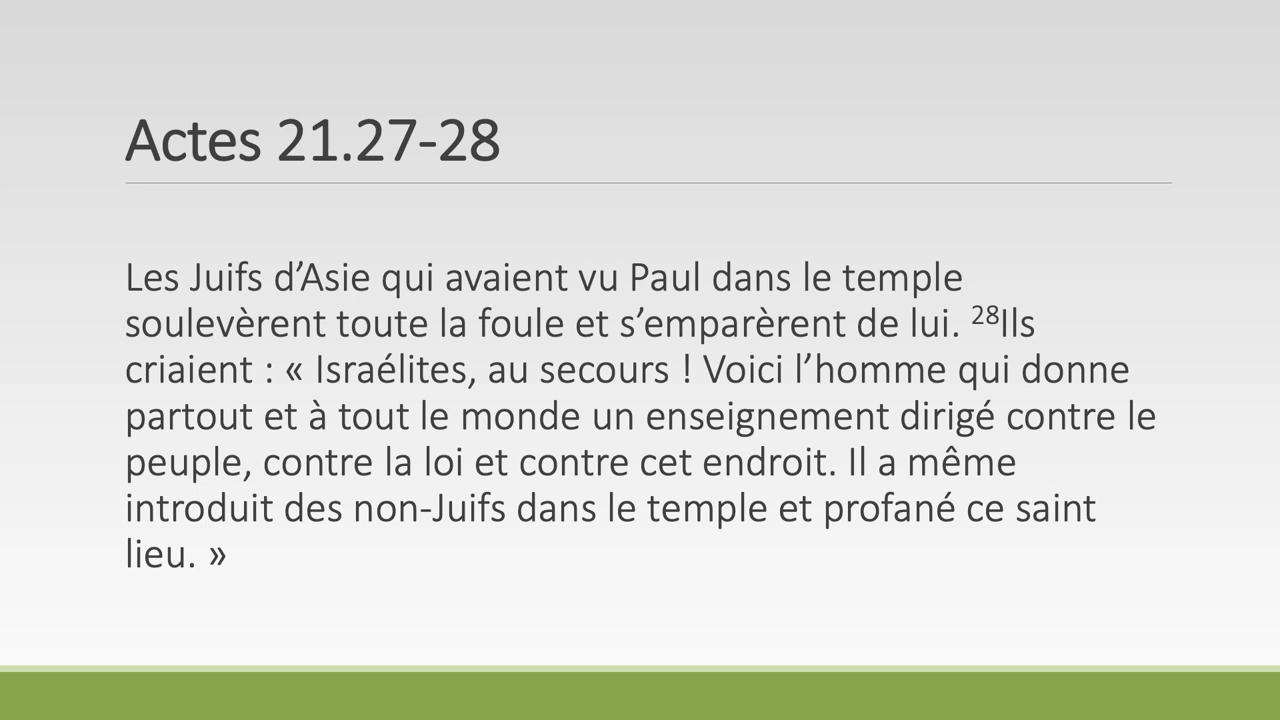 Actes 21.27-28
Les Juifs d’Asie qui avaient vu Paul dans le temple
soulevèrent toute la foule et s’emparèrent de lui. ²⁸Ils
criaient : « Israélites, au secours ! Voici l’homme qui donne
partout et à tout le monde un enseignement dirigé contre le
peuple, contre la loi et contre cet endroit. Il a même
introduit des non-Juifs dans le temple et profané ce saint
lieu. »